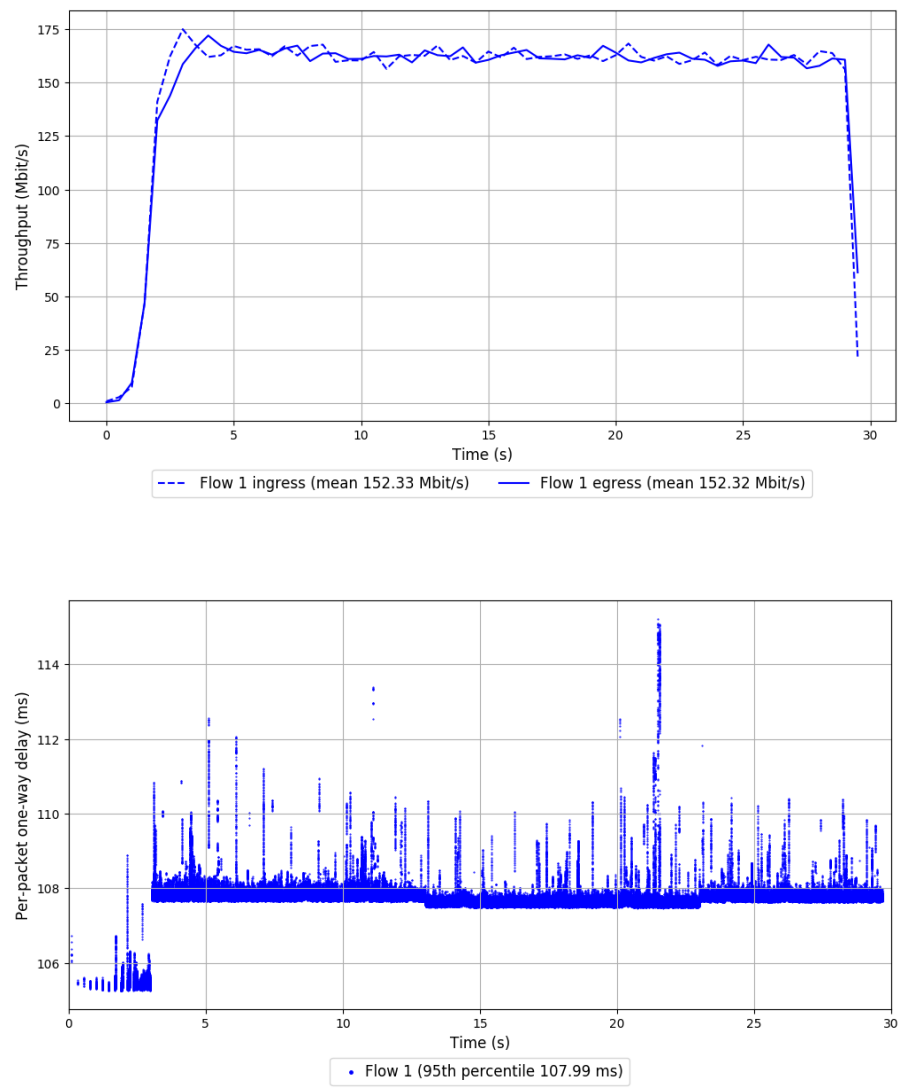 175
150
125
100
75
50
25
0
Throughput (Mbit/s)
0 5 10 15 20 25 30
Time (s)
Flow 1 ingress (mean 152.33 Mbit/s) Flow 1 egress (mean 152.32 Mbit/s)
114
112
110
108
106
Per-packet one-way delay (ms)
0 5 10 15 20 25 30
Time (s)
Flow 1 (95th percentile 107.99 ms)